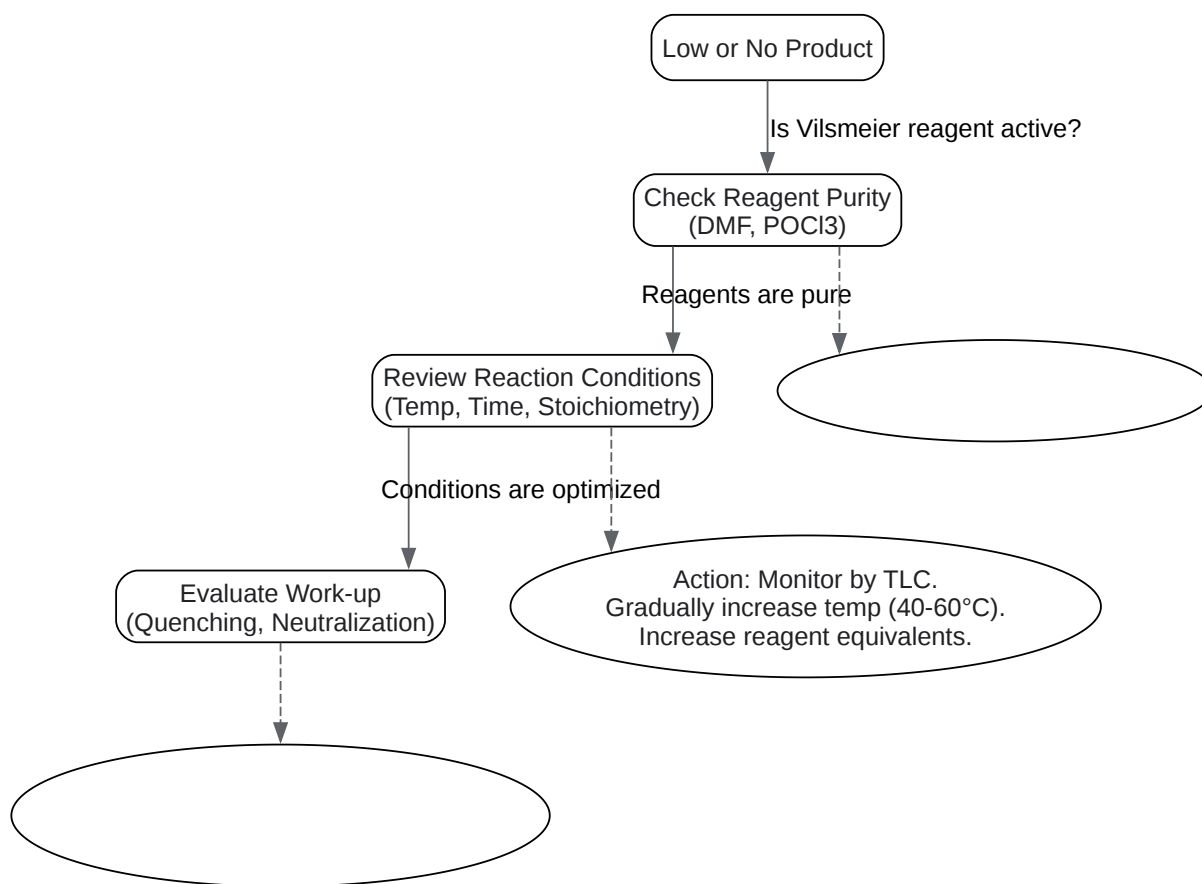 Low or No Product
Is Vilsmeier reagent active?
Check Reagent Purity
(DMF, POCl3)
Reagents are pure
Review Reaction Conditions
(Temp, Time, Stoichiometry)
Conditions are optimized
Action: Monitor by TLC.
Gradually increase temp (40-60°C).
Increase reagent equivalents.
Evaluate Work-up
(Quenching, Neutralization)